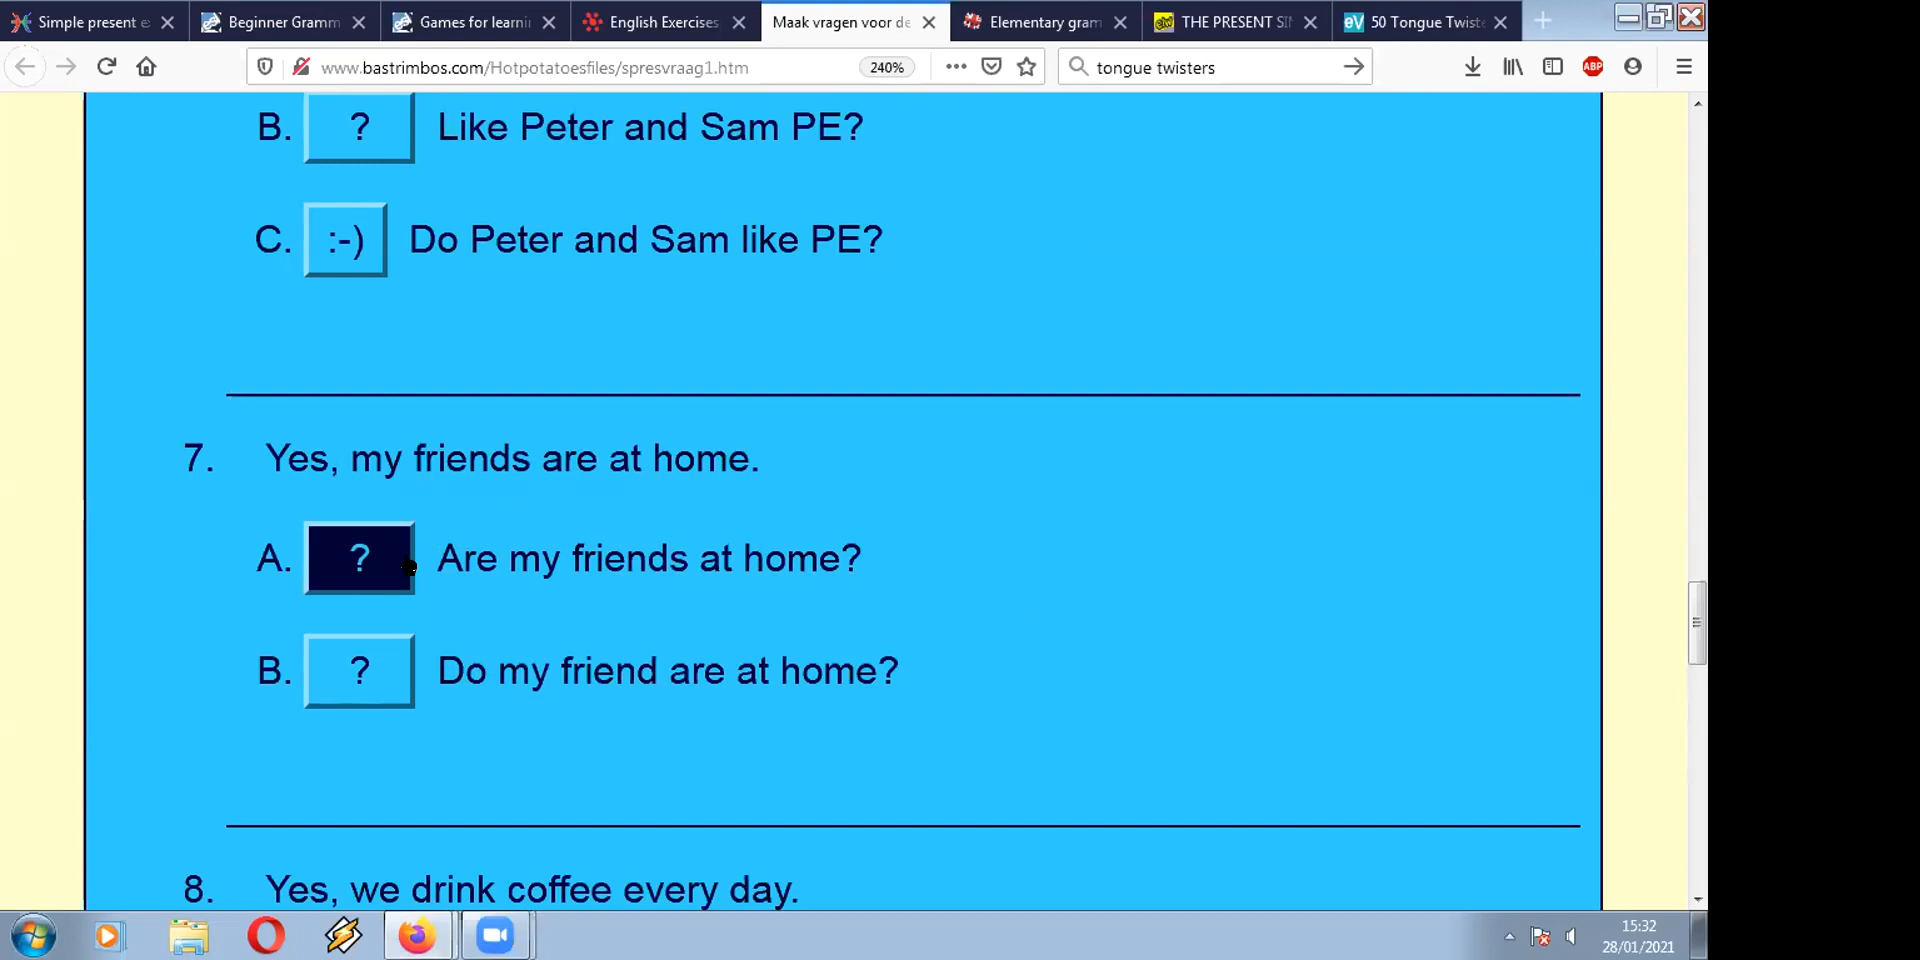 Simple present e
Beginner Gramm
Games for learni
English Exercises
Maak vragen voor de
Elementary gram
THE PRESENT SI
50 Tongue Twist
www.bastrimbos.com/Hotpotatoesfiles/spresvraag1.htm
240%
tongue twisters
ABP
B. ? Like Peter and Sam PE?
C. :-) Do Peter and Sam like PE?
7. Yes, my friends are at home.
A. ? Are my friends at home?
B. ? Do my friend are at home?
8. Yes, we drink coffee every day.
15:32
28/01/2021